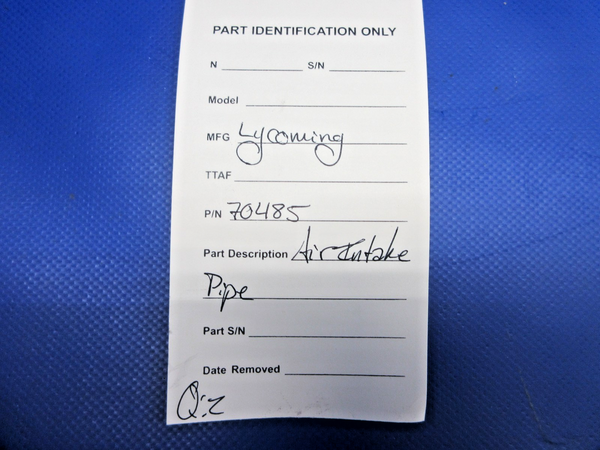 PART IDENTIFICATION ONLY
N S/N
Model
MFG Lycoming
TTAF
P/N 70485
Part Description Air Intake
Pipe
Part S/N
Date Removed
Q:2